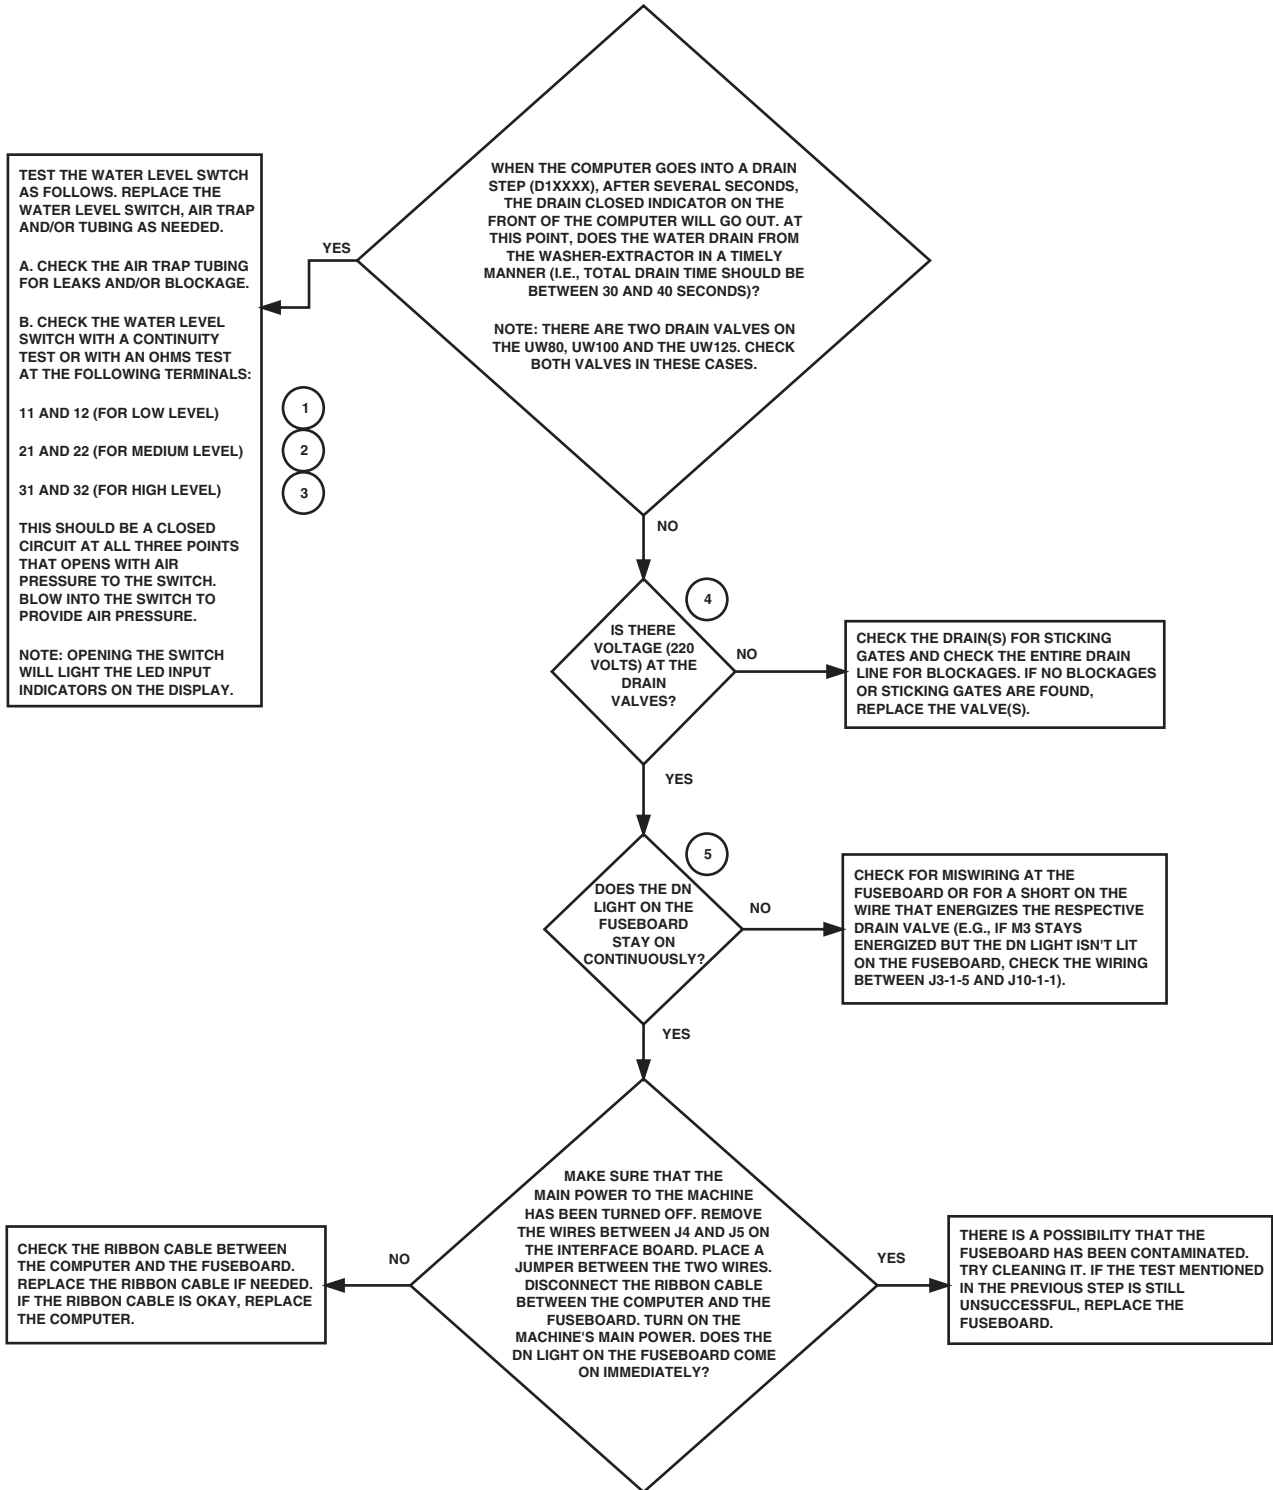 WHEN THE COMPUTER GOES INTO A DRAIN
STEP (D1XXXX), AFTER SEVERAL SECONDS,
THE DRAIN CLOSED INDICATOR ON THE
FRONT OF THE COMPUTER WILL GO OUT. AT
THIS POINT, DOES THE WATER DRAIN FROM
THE WASHER-EXTRACTOR IN A TIMELY
MANNER (I.E., TOTAL DRAIN TIME SHOULD BE
BETWEEN 30 AND 40 SECONDS)?
NOTE: THERE ARE TWO DRAIN VALVES ON
THE UW80, UW100 AND THE UW125. CHECK
BOTH VALVES IN THESE CASES.
YES
TEST THE WATER LEVEL SWTCH
AS FOLLOWS. REPLACE THE
WATER LEVEL SWITCH, AIR TRAP
AND/OR TUBING AS NEEDED.
A. CHECK THE AIR TRAP TUBING
FOR LEAKS AND/OR BLOCKAGE.
B. CHECK THE WATER LEVEL
SWITCH WITH A CONTINUITY
TEST OR WITH AN OHMS TEST
AT THE FOLLOWING TERMINALS:
11 AND 12 (FOR LOW LEVEL)
1
21 AND 22 (FOR MEDIUM LEVEL)
2
31 AND 32 (FOR HIGH LEVEL)
3
THIS SHOULD BE A CLOSED
CIRCUIT AT ALL THREE POINTS
THAT OPENS WITH AIR
PRESSURE TO THE SWITCH.
BLOW INTO THE SWITCH TO
PROVIDE AIR PRESSURE.
NOTE: OPENING THE SWITCH
WILL LIGHT THE LED INPUT
INDICATORS ON THE DISPLAY.
NO
4
IS THERE
VOLTAGE (220
VOLTS) AT THE
DRAIN
VALVES?
NO
CHECK THE DRAIN(S) FOR STICKING
GATES AND CHECK THE ENTIRE DRAIN
LINE FOR BLOCKAGES. IF NO BLOCKAGES
OR STICKING GATES ARE FOUND,
REPLACE THE VALVE(S).
YES
5
DOES THE DN
LIGHT ON THE
FUSEBOARD
STAY ON
CONTINUOUSLY?
NO
CHECK FOR MISWIRING AT THE
FUSEBOARD OR FOR A SHORT ON THE
WIRE THAT ENERGIZES THE RESPECTIVE
DRAIN VALVE (E.G., IF M3 STAYS
ENERGIZED BUT THE DN LIGHT ISN'T LIT
ON THE FUSEBOARD, CHECK THE WIRING
BETWEEN J3-1-5 AND J10-1-1).
YES
MAKE SURE THAT THE
MAIN POWER TO THE MACHINE
HAS BEEN TURNED OFF. REMOVE
THE WIRES BETWEEN J4 AND J5 ON
THE INTERFACE BOARD. PLACE A
JUMPER BETWEEN THE TWO WIRES.
DISCONNECT THE RIBBON CABLE
BETWEEN THE COMPUTER AND THE
FUSEBOARD. TURN ON THE
MACHINE'S MAIN POWER. DOES THE
DN LIGHT ON THE FUSEBOARD COME
ON IMMEDIATELY?
NO
CHECK THE RIBBON CABLE BETWEEN
THE COMPUTER AND THE FUSEBOARD.
REPLACE THE RIBBON CABLE IF NEEDED.
IF THE RIBBON CABLE IS OKAY, REPLACE
THE COMPUTER.
YES
THERE IS A POSSIBILITY THAT THE
FUSEBOARD HAS BEEN CONTAMINATED.
TRY CLEANING IT. IF THE TEST MENTIONED
IN THE PREVIOUS STEP IS STILL
UNSUCCESSFUL, REPLACE THE
FUSEBOARD.